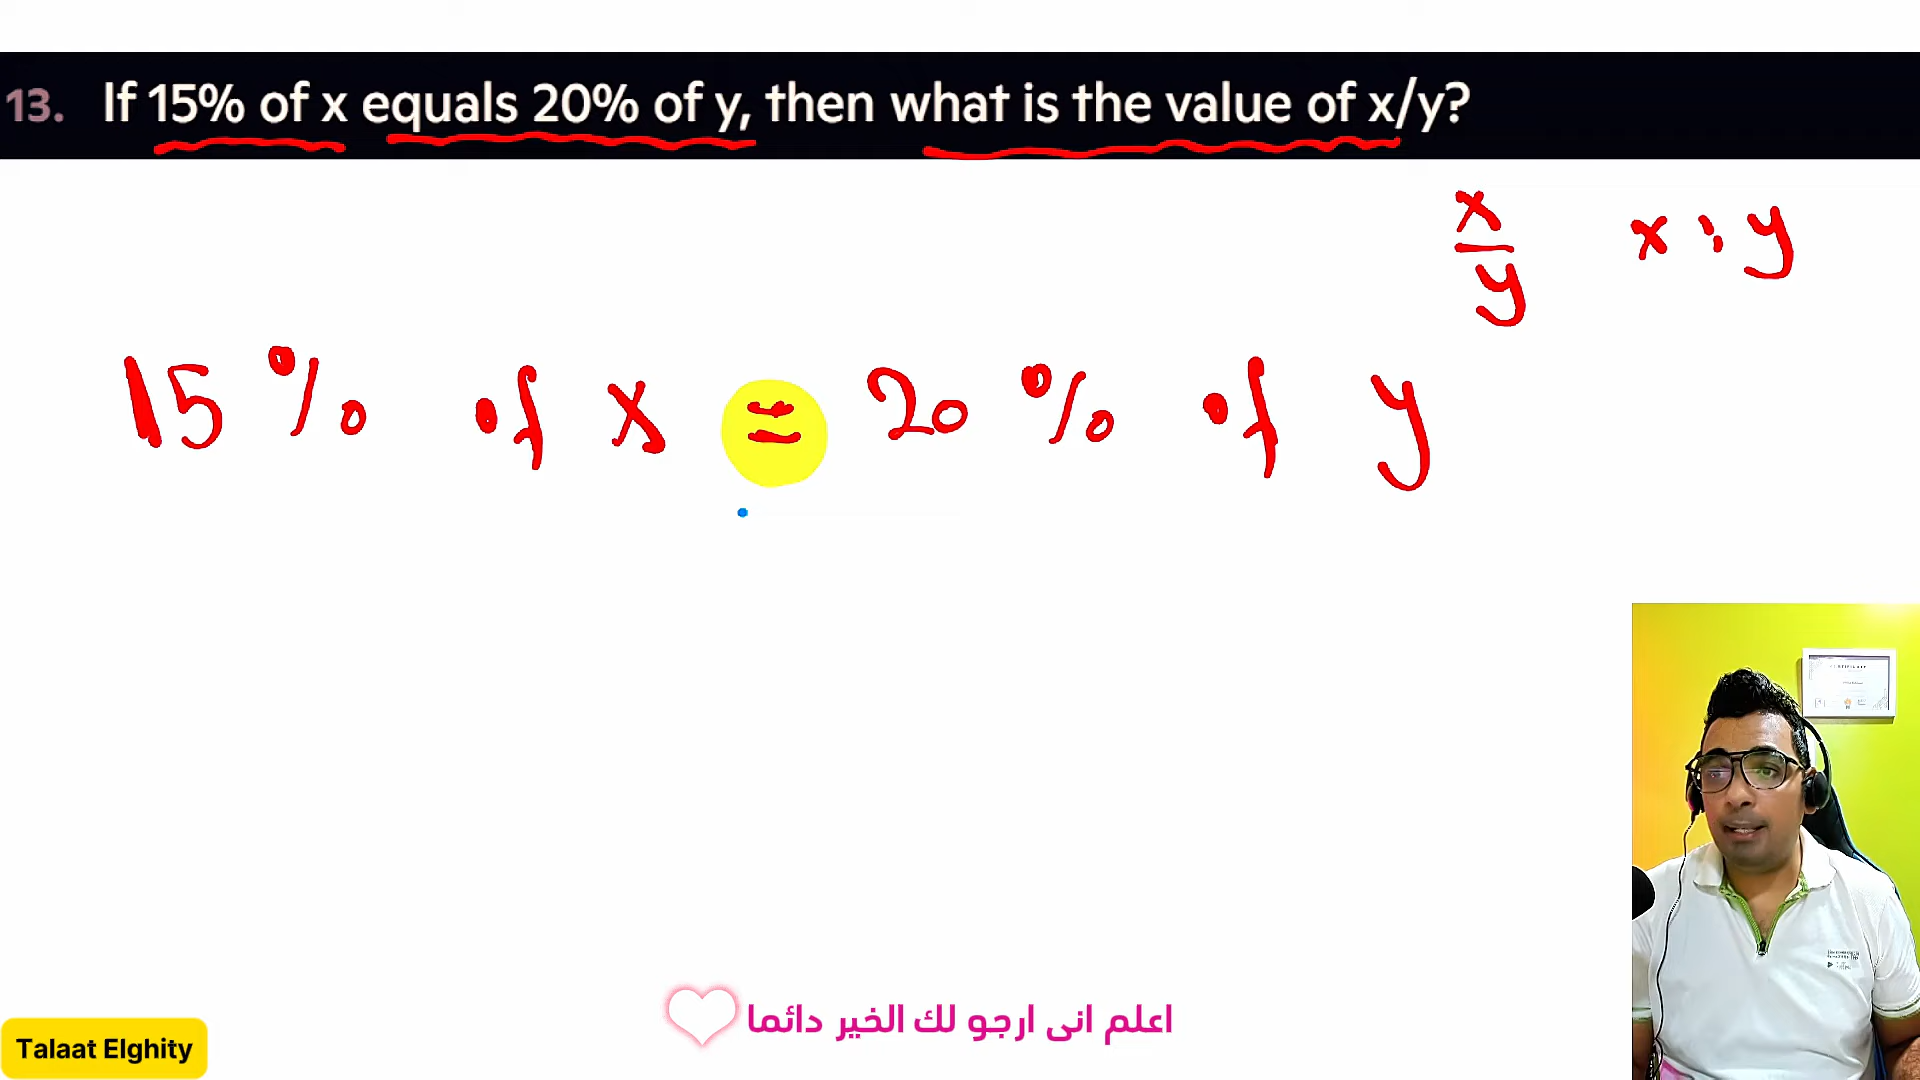 13. If 15% of x equals 20% of y, then what is the value of x/y?
x/y x : y
15 % of x = 20 % of y
اعلم انى ارجو لك الخير دائما
Talaat Elghity